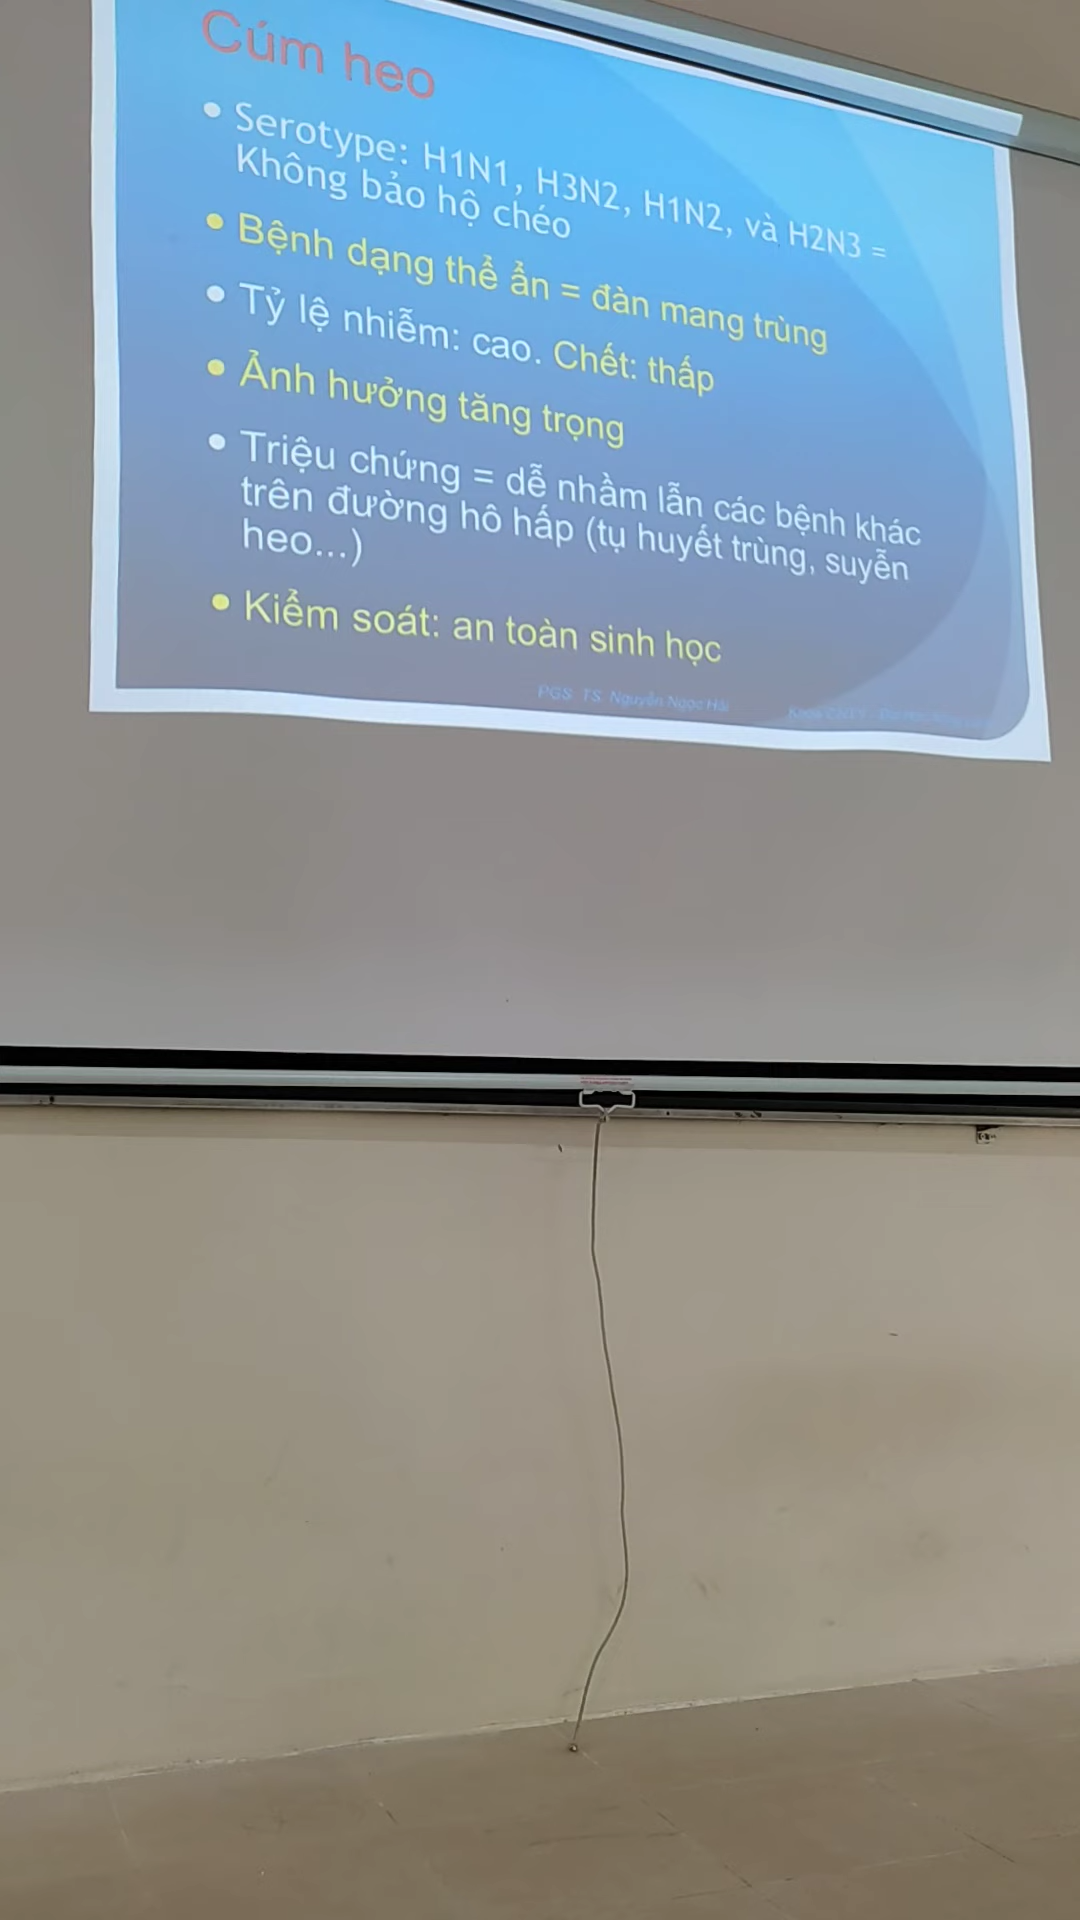 Cúm heo
• Serotype: H1N1, H3N2, H1N2, và H2N3 =
Không bảo hộ chéo
• Bệnh dạng thể ẩn = đàn mang trùng
• Tỷ lệ nhiễm: cao. Chết: thấp
• Ảnh hưởng tăng trọng
• Triệu chứng = dễ nhầm lẫn các bệnh khác
trên đường hô hấp (tụ huyết trùng, suyễn
heo...)
• Kiểm soát: an toàn sinh học
PGS. TS. Nguyễn Ngọc Hải